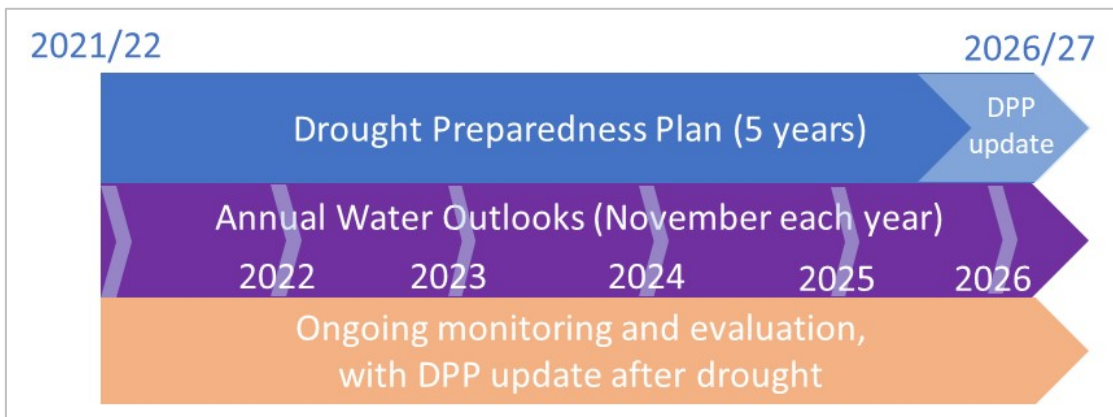 2021/22
2026/27
Drought Preparedness Plan (5 years)
DPP
update
Annual Water Outlooks (November each year)
2022 2023 2024 2025 2026
Ongoing monitoring and evaluation,
with DPP update after drought